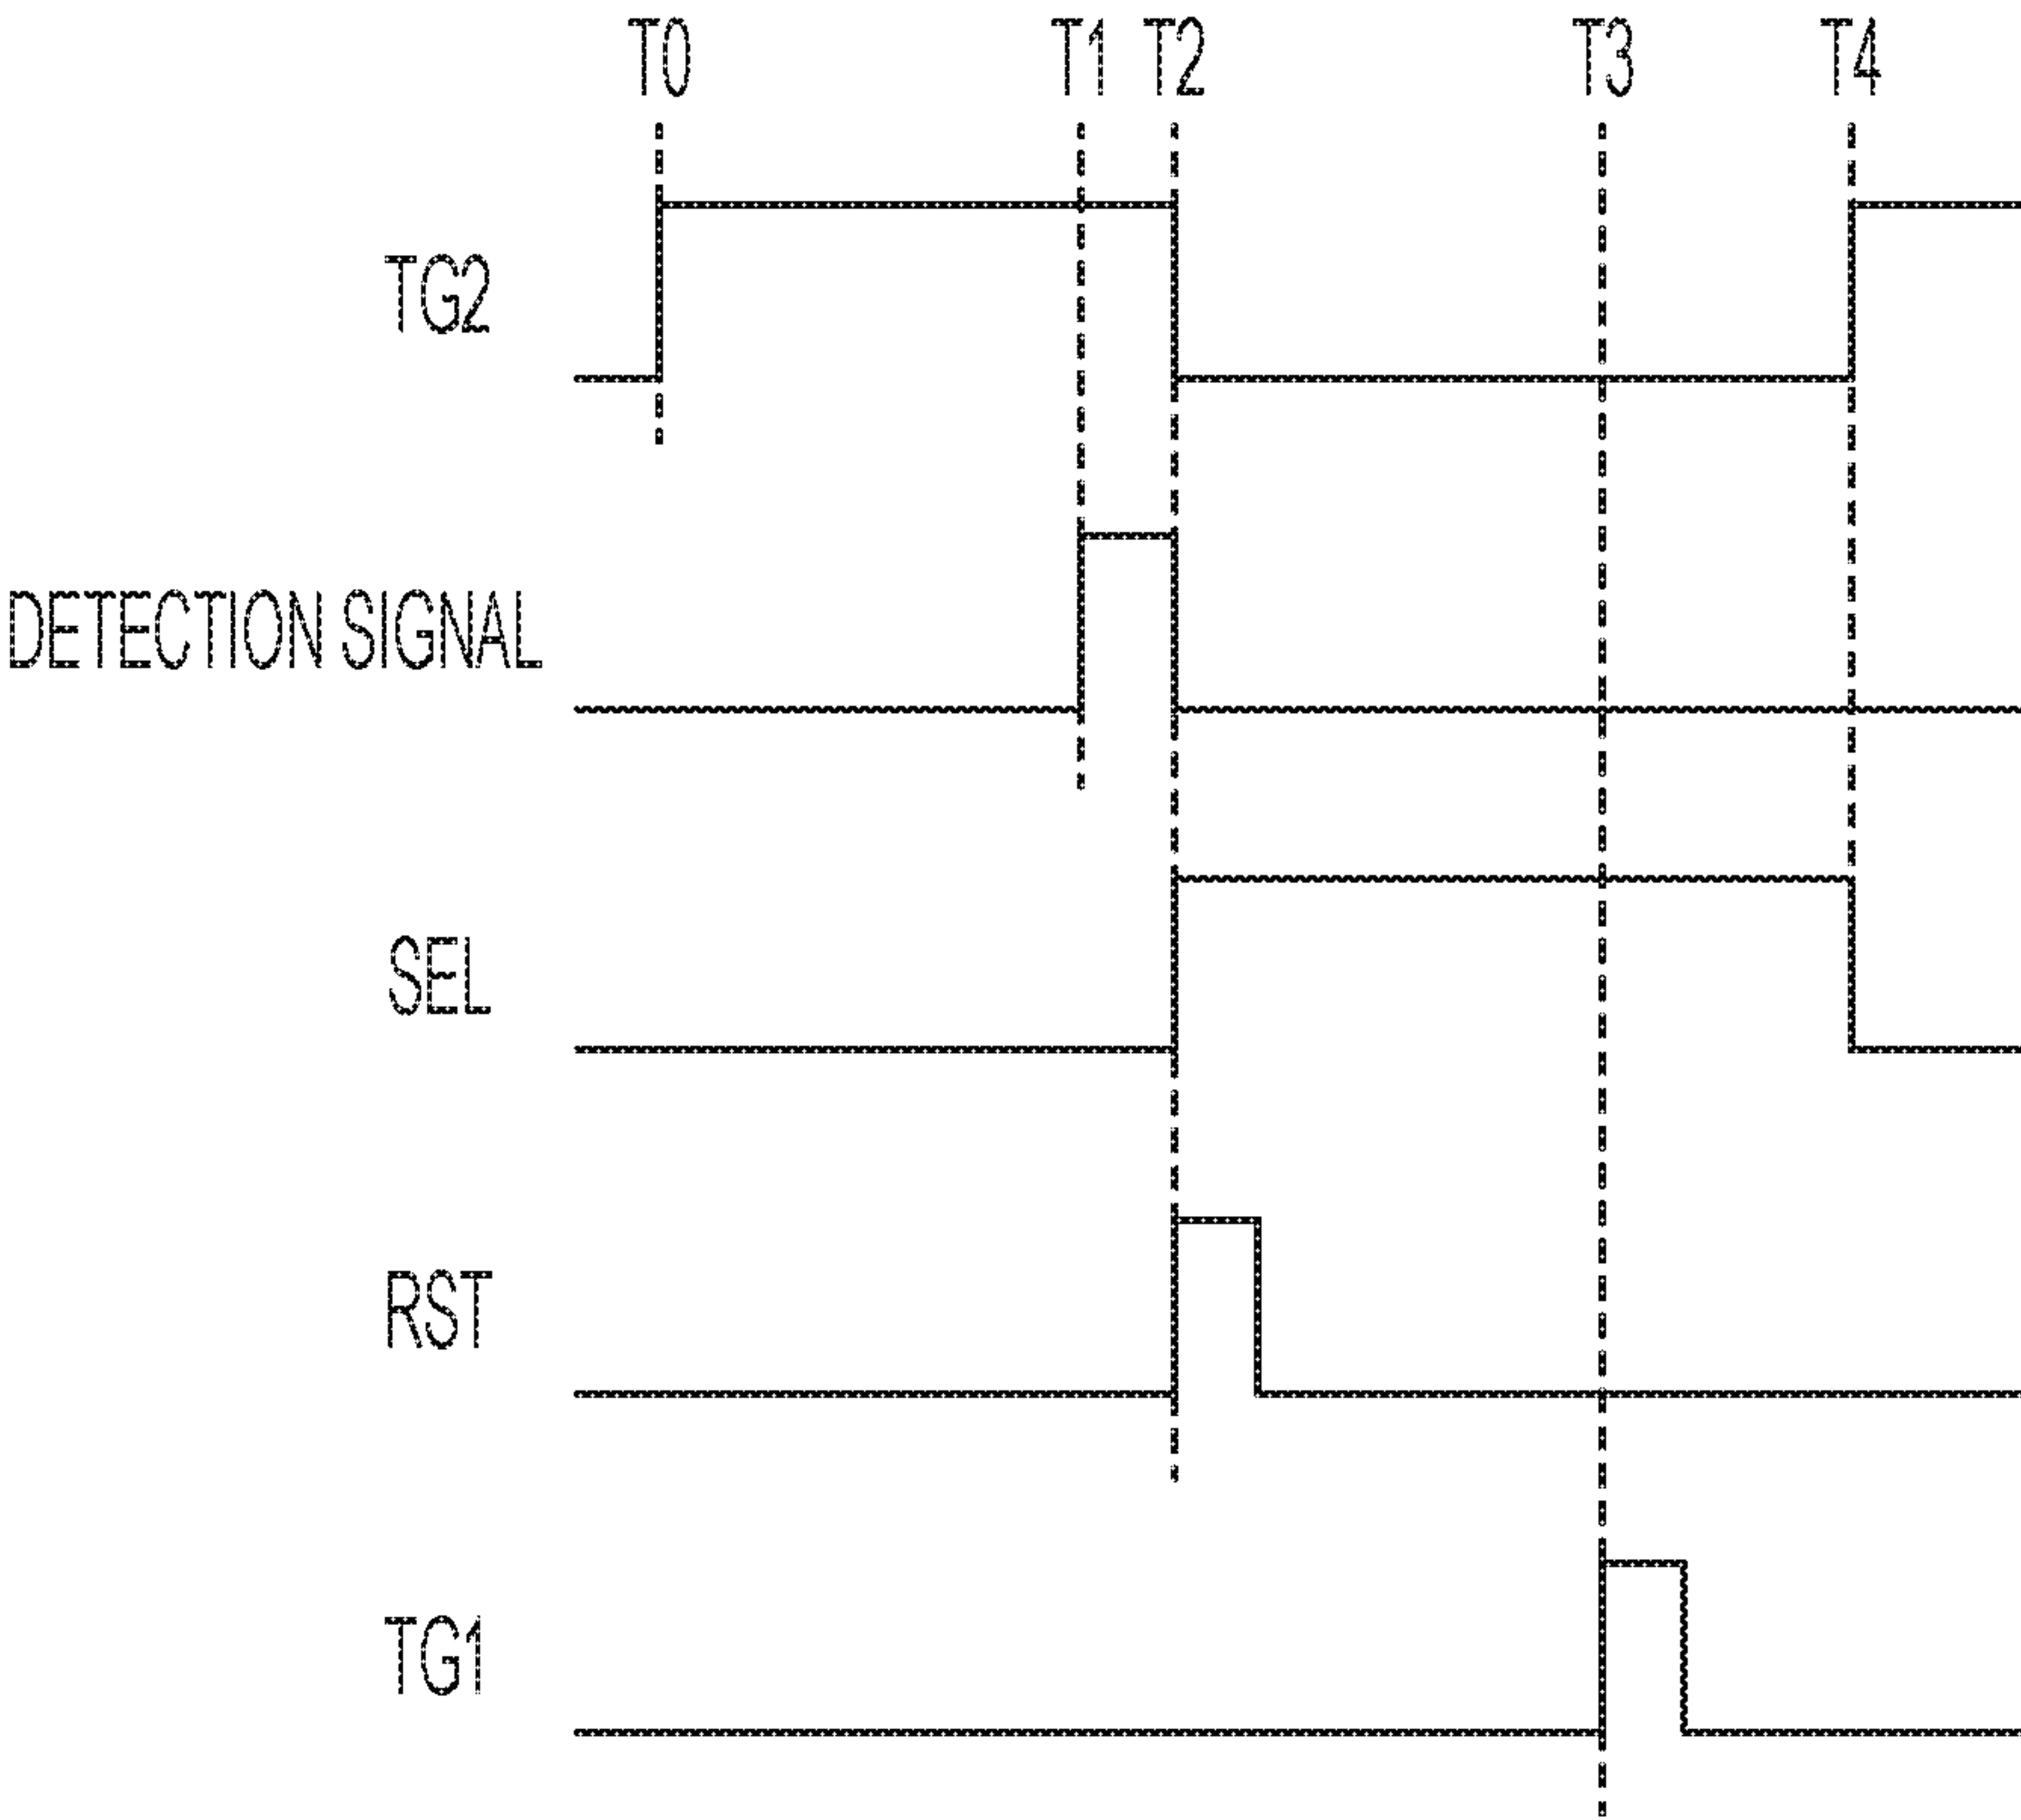 T0 T1 T2 T3 T4
TG2
DETECTION SIGNAL
SEL
RST
TG1